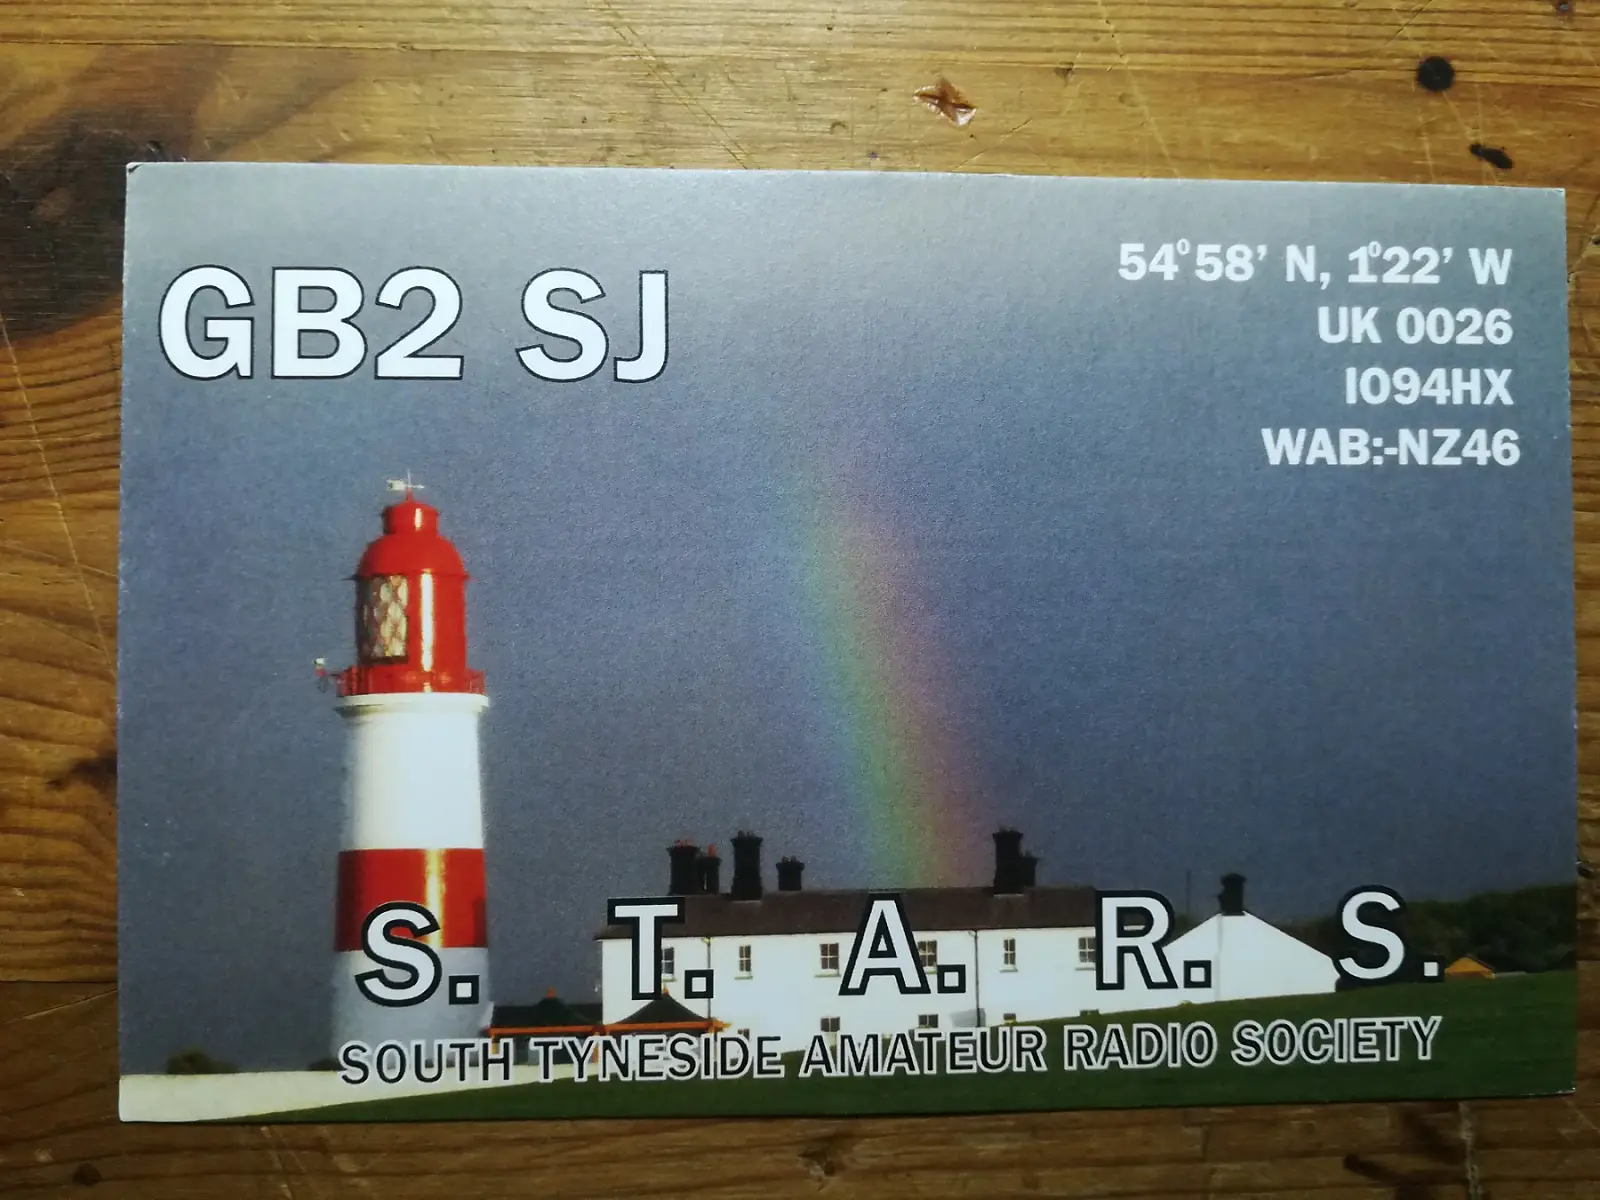 GB2 SJ
54°58' N, 1°22' W
UK 0026
IO94HX
WAB:-NZ46
S. T. A. R. S.
SOUTH TYNESIDE AMATEUR RADIO SOCIETY